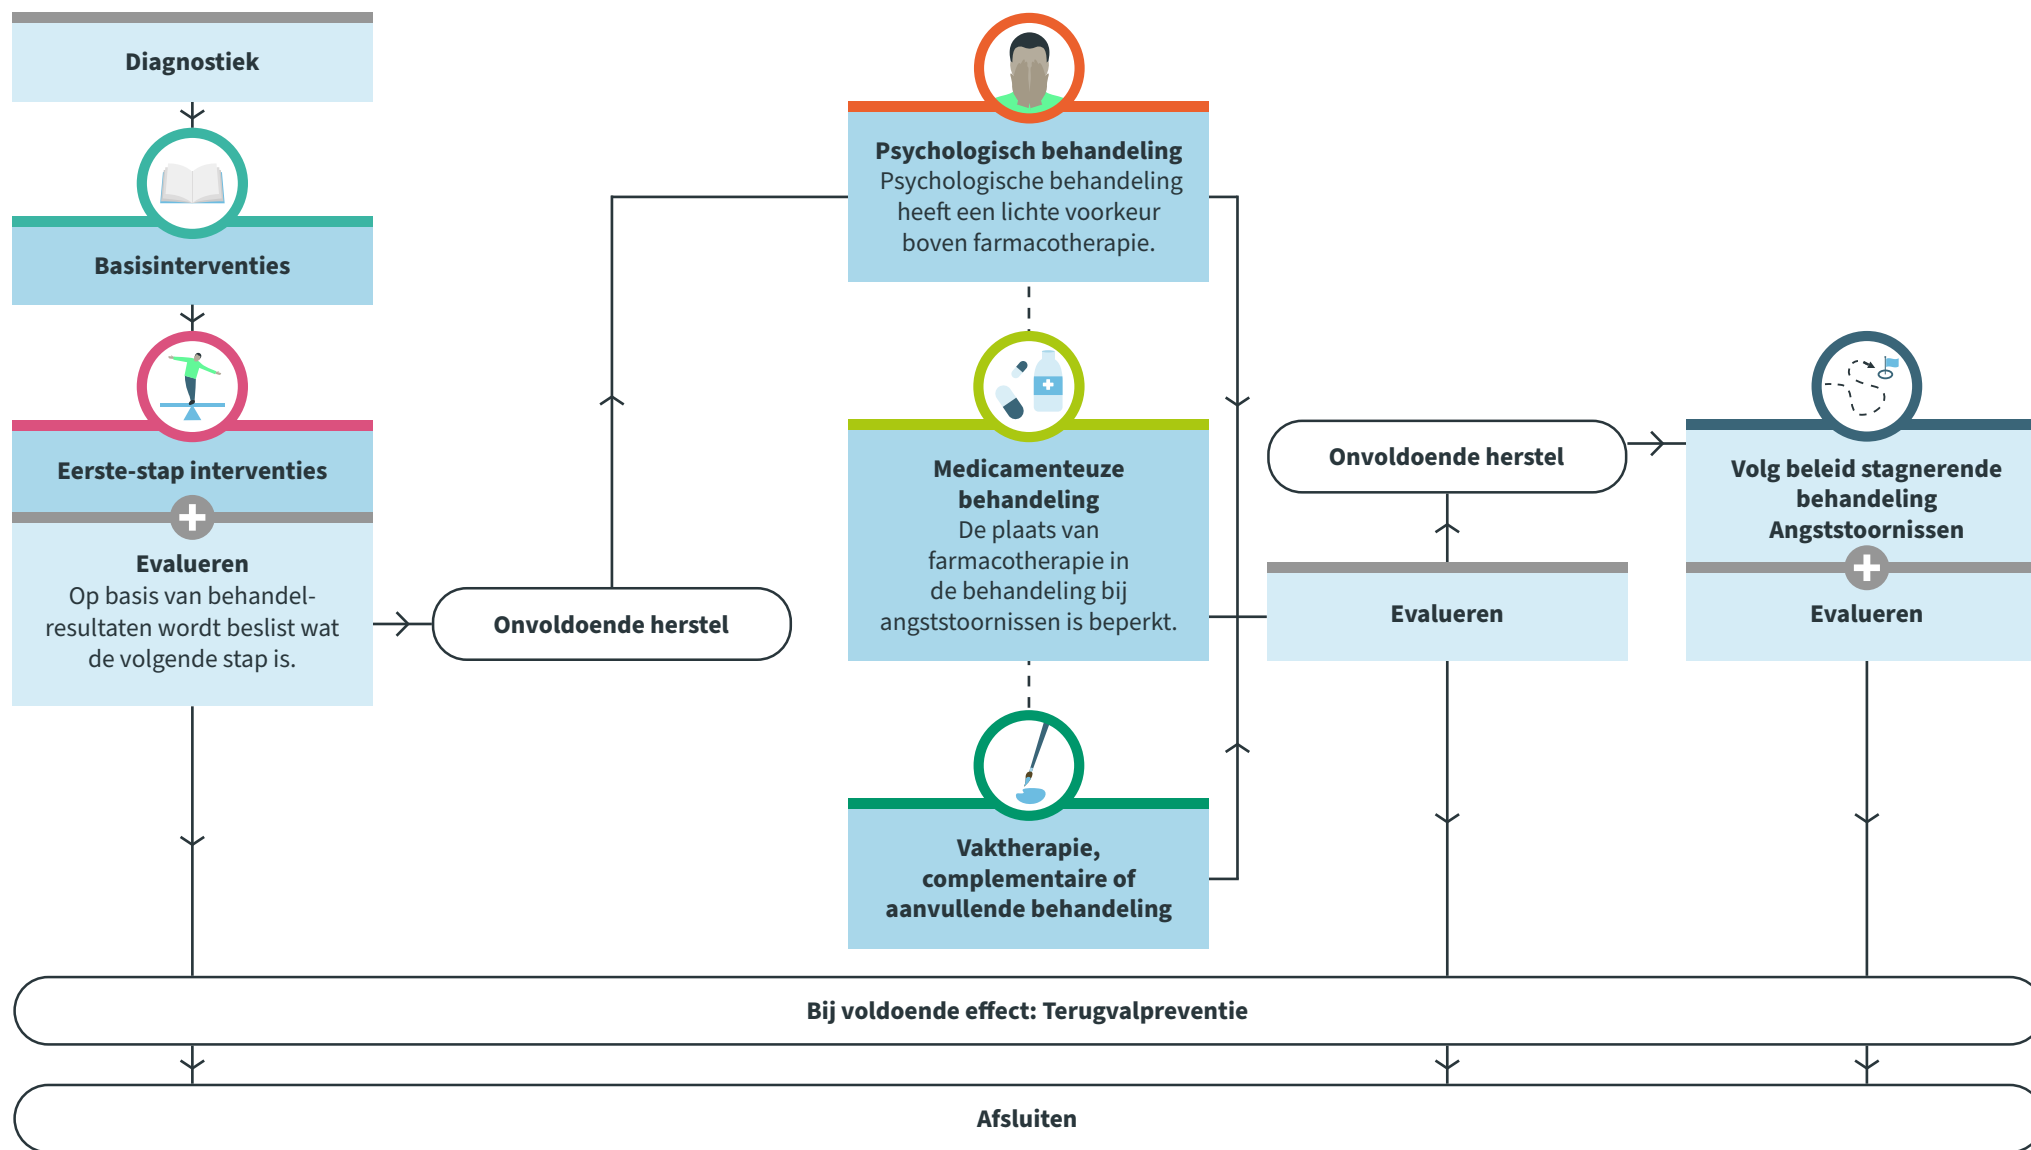 Diagnostiek
Basisinterventies
Eerste-stap interventies
Evalueren
Op basis van behandel-
resultaten wordt beslist wat
de volgende stap is.
Onvoldoende herstel
Psychologisch behandeling
Psychologische behandeling
heeft een lichte voorkeur
boven farmacotherapie.
Medicamenteuze
behandeling
De plaats van
farmacotherapie in
de behandeling bij
angststoornissen is beperkt.
Vaktherapie,
complementaire of
aanvullende behandeling
Onvoldoende herstel
Evalueren
Volg beleid stagnerende
behandeling
Angststoornissen
Evalueren
Bij voldoende effect: Terugvalpreventie
Afsluiten